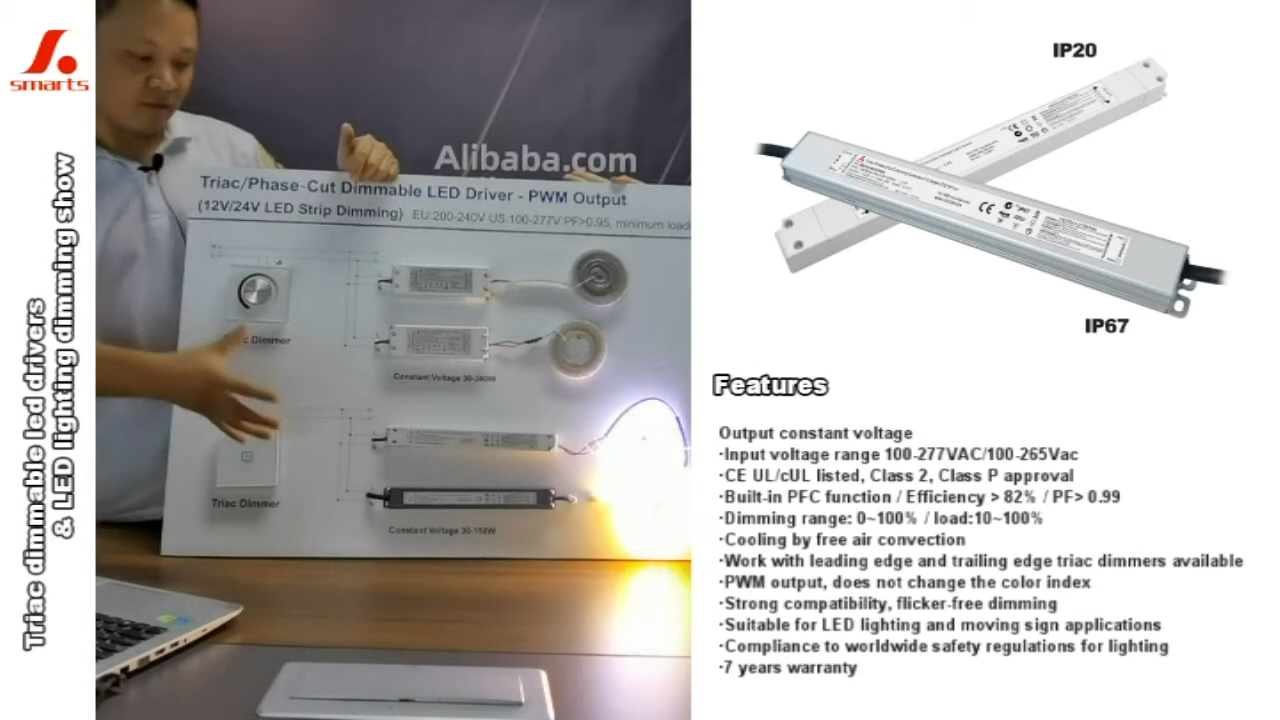 smarts
Triac dimmable led drivers
& LED lighting dimming show
Alibaba.com
Triac/Phase-Cut Dimmable LED Driver - PWM Output
(12V/24V LED Strip Dimming) EU:200-240V US:100-277V PF>0.95, minimum load
Dimmer
Constant Voltage
Triac Dimmer
Constant Voltage 30-150W
IP20
IP67
Features
Output constant voltage
·Input voltage range 100-277VAC/100-265Vac
·CE UL/cUL listed, Class 2, Class P approval
·Built-in PFC function / Efficiency > 82% / PF> 0.99
·Dimming range: 0~100% / load:10~100%
·Cooling by free air convection
·Work with leading edge and trailing edge triac dimmers available
·PWM output, does not change the color index
·Strong compatibility, flicker-free dimming
·Suitable for LED lighting and moving sign applications
·Compliance to worldwide safety regulations for lighting
·7 years warranty